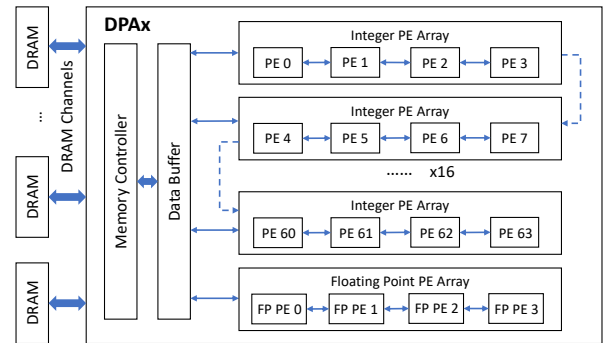 DPAx
DRAM
...
DRAM
DRAM
DRAM Channels
Memory Controller
Data Buffer
Integer PE Array
PE 0 PE 1 PE 2 PE 3
Integer PE Array
PE 4 PE 5 PE 6 PE 7
...... x16
Integer PE Array
PE 60 PE 61 PE 62 PE 63
Floating Point PE Array
FP PE 0 FP PE 1 FP PE 2 FP PE 3